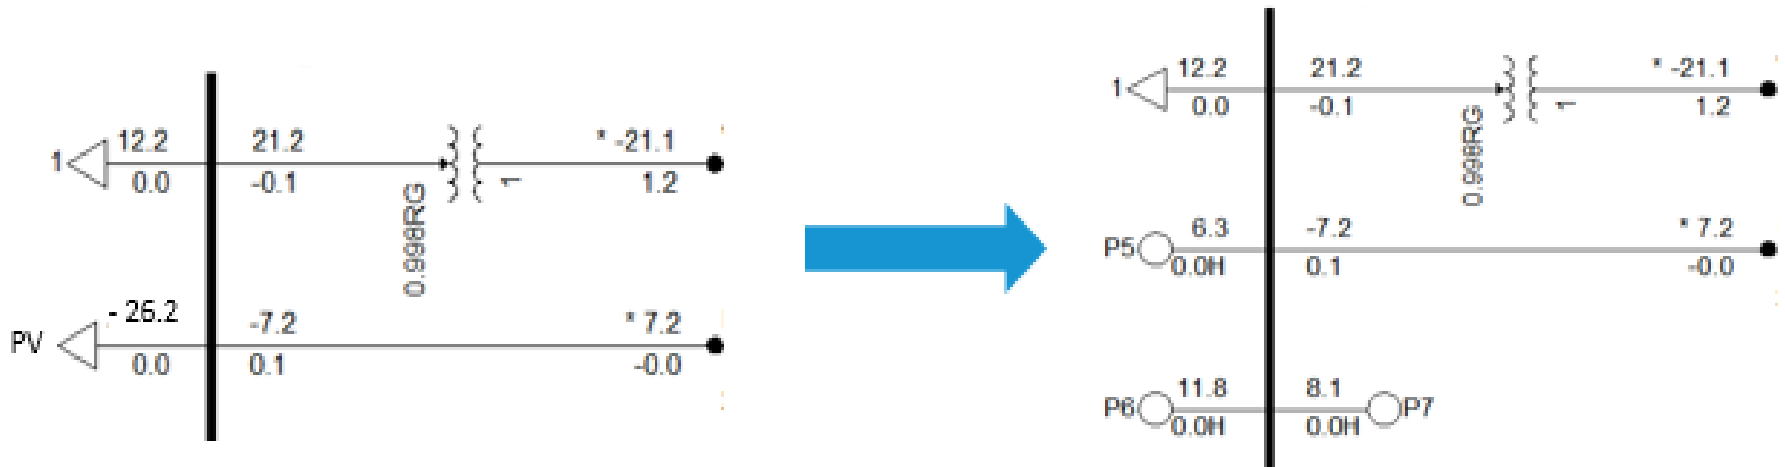 12.2 21.2 * -21.1
1
0.0 -0.1 1.2
0.998RG
1
- 26.2 -7.2 * 7.2
PV
0.0 0.1 -0.0
12.2 21.2 * -21.1
1
0.0 -0.1 1.2
0.998RG
1
6.3 -7.2 * 7.2
P5
0.0H 0.1 -0.0
11.8 8.1
P6 P7
0.0H 0.0H